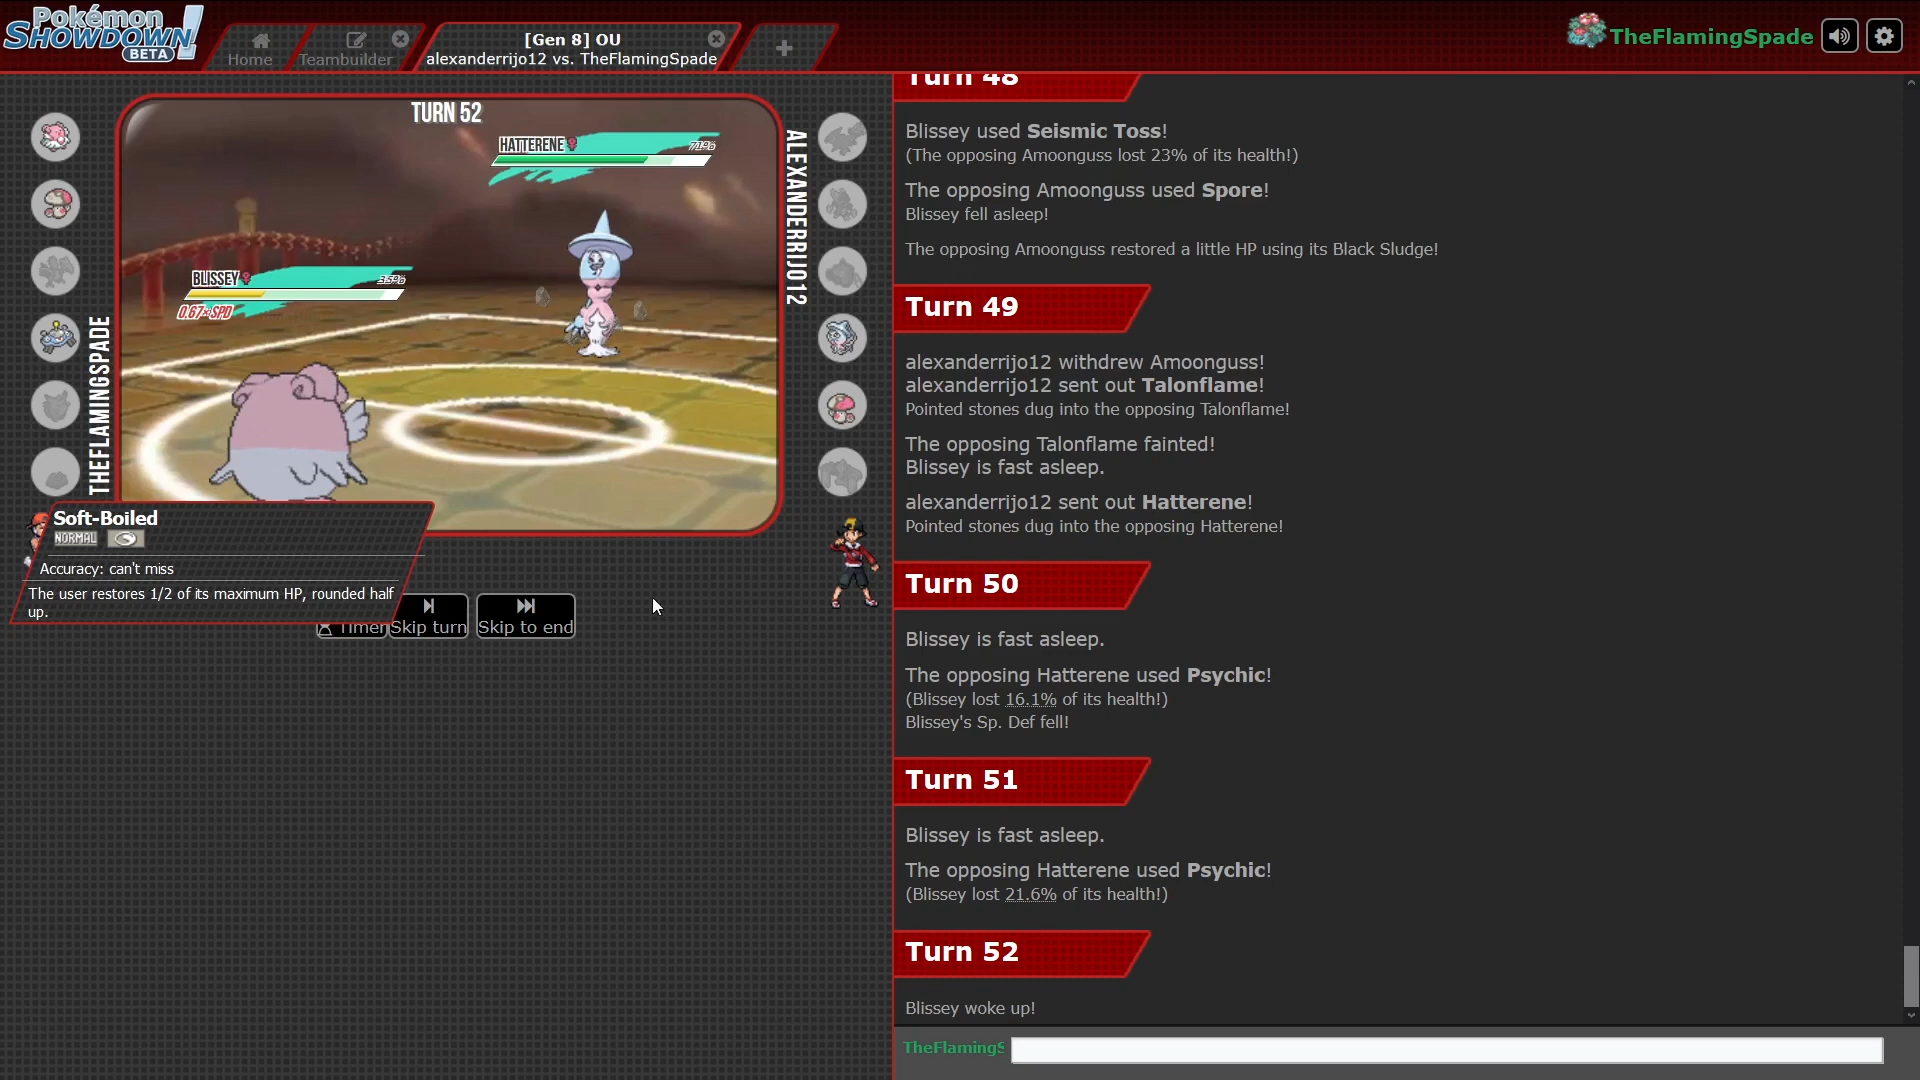 Pokémon
SHOWDOWN!
BETA
Home
Teambuilder
[Gen 8] OU
alexanderrijo12 vs. TheFlamingSpade
TheFlamingSpade
TURN 52
HATTERENE
71%
BLISSEY
35%
0.67× SPD
THEFLAMINGSPADE
ALEXANDERRIJO12
Soft-Boiled
NORMAL
Accuracy: can't miss
The user restores 1/2 of its maximum HP, rounded half
up.
Timer
Skip turn
Skip to end
Turn 48
Blissey used Seismic Toss!
(The opposing Amoonguss lost 23% of its health!)
The opposing Amoonguss used Spore!
Blissey fell asleep!
The opposing Amoonguss restored a little HP using its Black Sludge!
Turn 49
alexanderrijo12 withdrew Amoonguss!
alexanderrijo12 sent out Talonflame!
Pointed stones dug into the opposing Talonflame!
The opposing Talonflame fainted!
Blissey is fast asleep.
alexanderrijo12 sent out Hatterene!
Pointed stones dug into the opposing Hatterene!
Turn 50
Blissey is fast asleep.
The opposing Hatterene used Psychic!
(Blissey lost 16.1% of its health!)
Blissey's Sp. Def fell!
Turn 51
Blissey is fast asleep.
The opposing Hatterene used Psychic!
(Blissey lost 21.6% of its health!)
Turn 52
Blissey woke up!
TheFlamingS